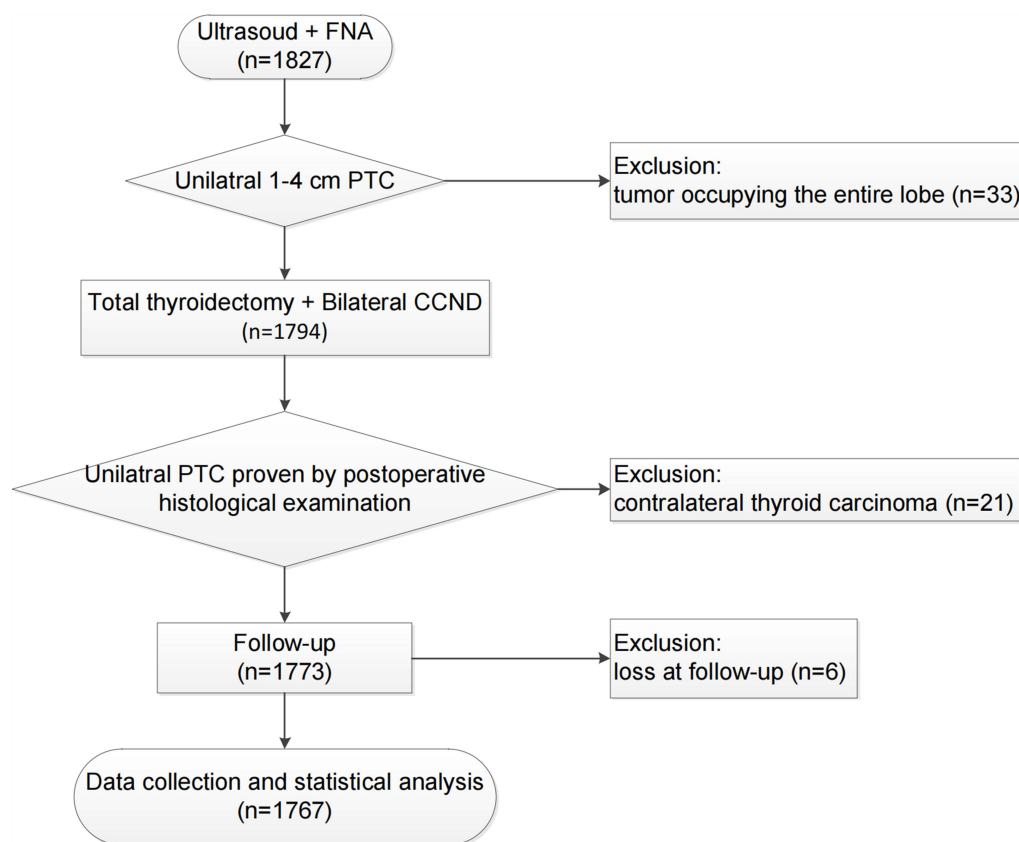 Ultrasoud + FNA
(n=1827)
Unilatral 1-4 cm PTC
Exclusion:
tumor occupying the entire lobe (n=33)
Total thyroidectomy + Bilateral CCND
(n=1794)
Unilatral PTC proven by postoperative
histological examination
Exclusion:
contralateral thyroid carcinoma (n=21)
Follow-up
(n=1773)
Exclusion:
loss at follow-up (n=6)
Data collection and statistical analysis
(n=1767)